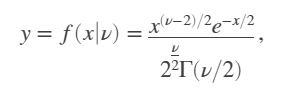 y = f(x|ν) = x^{(ν−2)/2}e^{−x/2} / 2^{ν/2}Γ(ν/2) ,